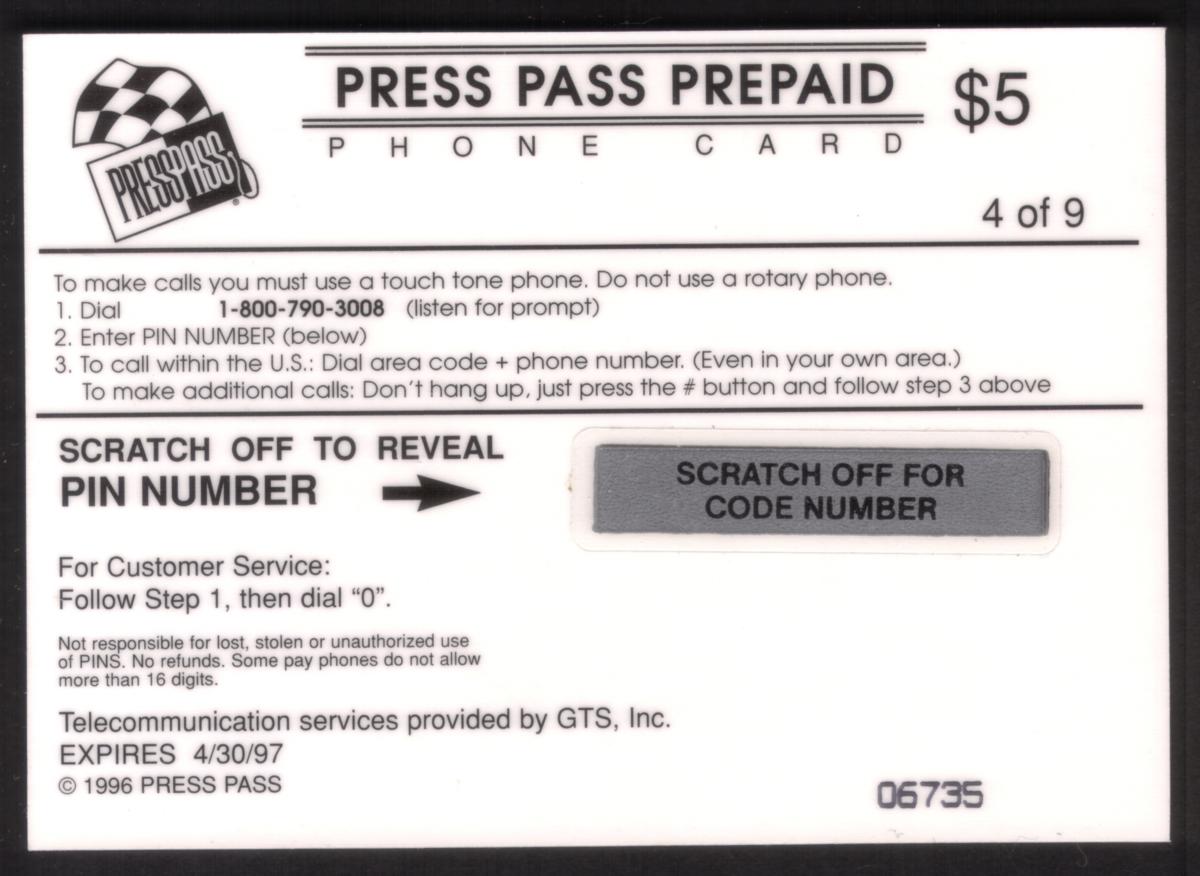 PRESS PASS PREPAID
PHONE CARD
$5
PRESS PASS
4 of 9
To make calls you must use a touch tone phone. Do not use a rotary phone.
1. Dial 1-800-790-3008 (listen for prompt)
2. Enter PIN NUMBER (below)
3. To call within the U.S.: Dial area code + phone number. (Even in your own area.)
To make additional calls: Don't hang up, just press the # button and follow step 3 above
SCRATCH OFF TO REVEAL
PIN NUMBER
SCRATCH OFF FOR
CODE NUMBER
For Customer Service:
Follow Step 1, then dial “0”.
Not responsible for lost, stolen or unauthorized use
of PINS. No refunds. Some pay phones do not allow
more than 16 digits.
Telecommunication services provided by GTS, Inc.
EXPIRES 4/30/97
© 1996 PRESS PASS
06735